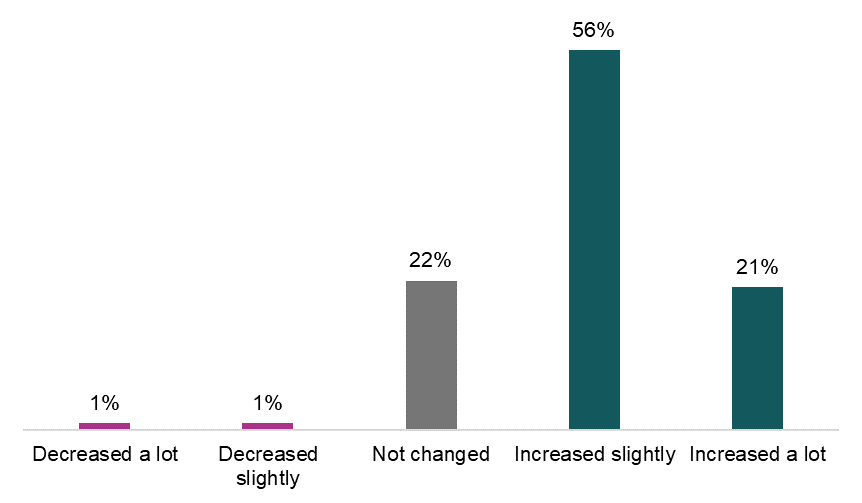 56%
22%
21%
1%
1%
Decreased a lot
Decreased
slightly
Not changed
Increased slightly
Increased a lot